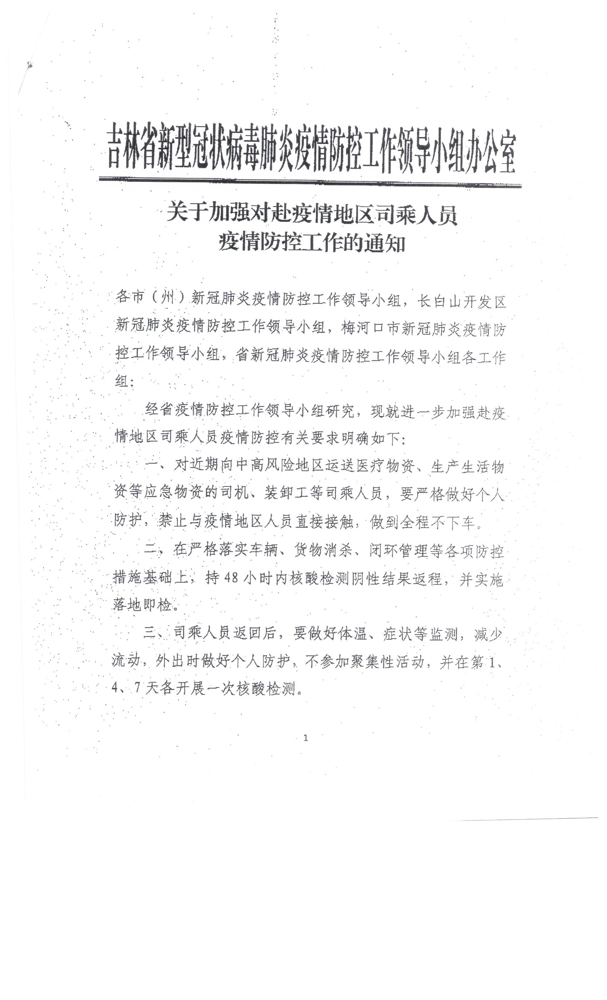 吉林省新型冠状病毒肺炎疫情防控工作领导小组办公室
关于加强对赴疫情地区司乘人员
疫情防控工作的通知
各市（州）新冠肺炎疫情防控工作领导小组，长白山开发区
新冠肺炎疫情防控工作领导小组，梅河口市新冠肺炎疫情防
控工作领导小组，省新冠肺炎疫情防控工作领导小组各工作
组：
经省疫情防控工作领导小组研究，现就进一步加强赴疫
情地区司乘人员疫情防控有关要求明确如下：
一、对近期向中高风险地区运送医疗物资、生产生活物
资等应急物资的司机、装卸工等司乘人员，要严格做好个人
防护，禁止与疫情地区人员直接接触，做到全程不下车。
二、在严格落实车辆、货物消杀、闭环管理等各项防控
措施基础上，持 48 小时内核酸检测阴性结果返程，并实施
落地即检。
三、司乘人员返回后，要做好体温、症状等监测，减少
流动，外出时做好个人防护，不参加聚集性活动，并在第 1、
4、7 天各开展一次核酸检测。
1